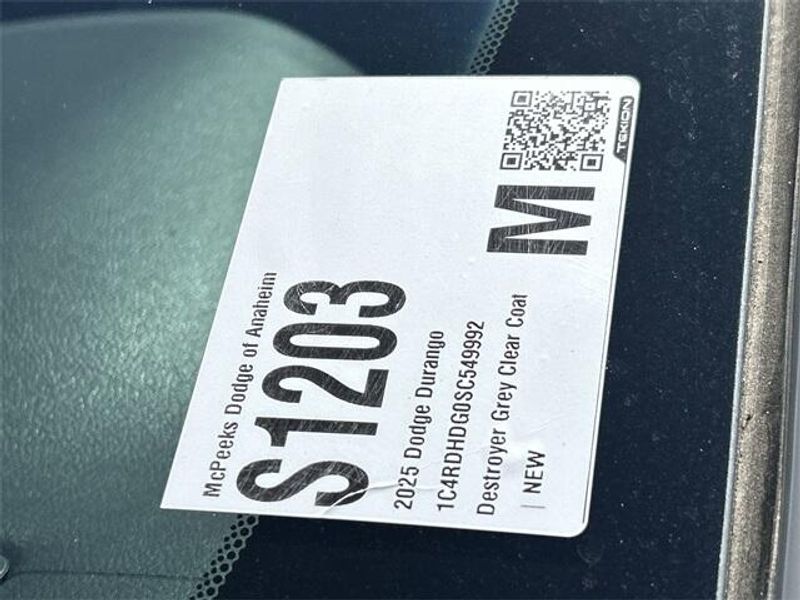 McPeeks Dodge of Anaheim
S1203
2025 Dodge Durango
1C4RDHDG0SC549992
Destroyer Grey Clear Coat
| NEW
M
TEKION